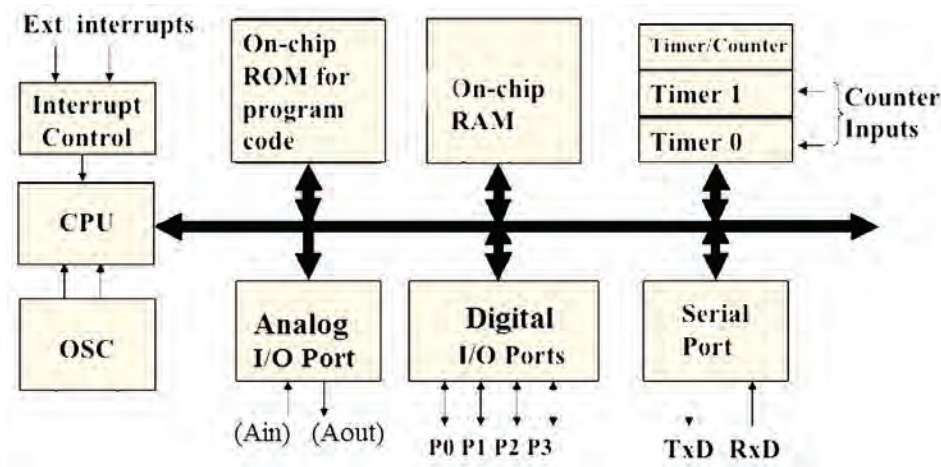 Ext interrupts
Interrupt
Control
CPU
OSC
On-chip
ROM for
program
code
On-chip
RAM
Timer/Counter
Timer 1
Timer 0
Counter
Inputs
Analog
I/O Port
(Ain) (Aout)
Digital
I/O Ports
P0 P1 P2 P3
Serial
Port
TxD RxD